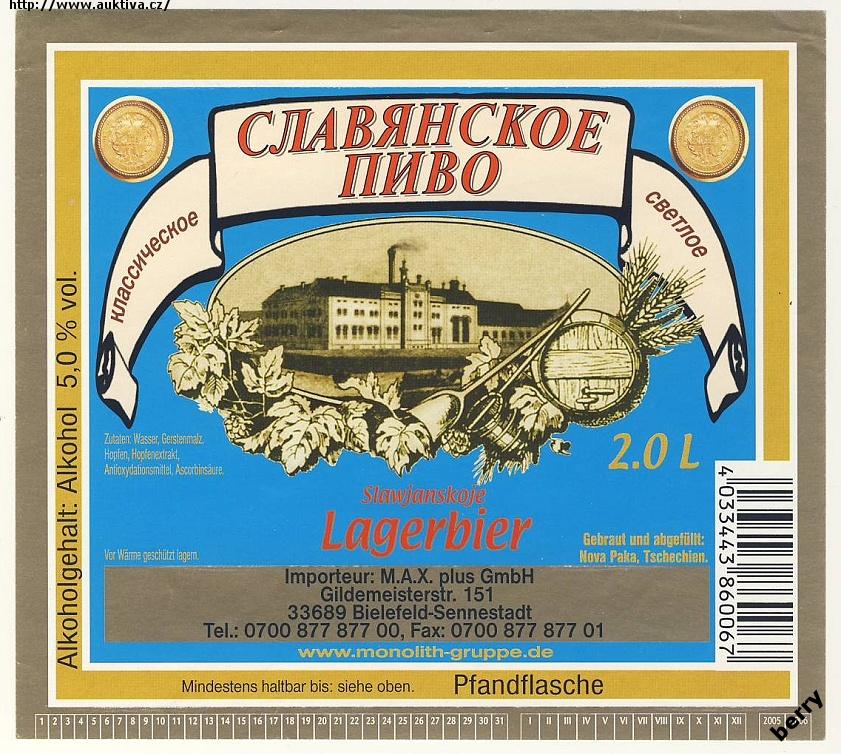 http://www.auktiva.cz/
СЛАВЯНСКОЕ
ПИВО
классическое
светлое
Alkoholgehalt: Alkohol 5,0 % vol.
Zutaten: Wasser, Gerstenmalz.
Hopfen, Hopfenextrakt,
Antioxydationsmittel, Ascorbinsäure.
2.0 L
Slawjanskoje
Lagerbier
Vor Wärme geschützt lagern.
Gebraut und abgefüllt:
Nova Paka, Tschechien.
4 033443 860067
Importeur: M.A.X. plus GmbH
Gildemeisterstr. 151
33689 Bielefeld-Sennestadt
Tel.: 0700 877 877 00, Fax: 0700 877 877 01
www.monolith-gruppe.de
Mindestens haltbar bis: siehe oben. Pfandflasche
1 2 3 4 5 6 7 8 9 10 11 12 13 14 15 16 17 18 19 20 21 22 23 24 25 26 27 28 29 30 31 I II III IV V VI VII VIII IX X XI XII 2005
berry